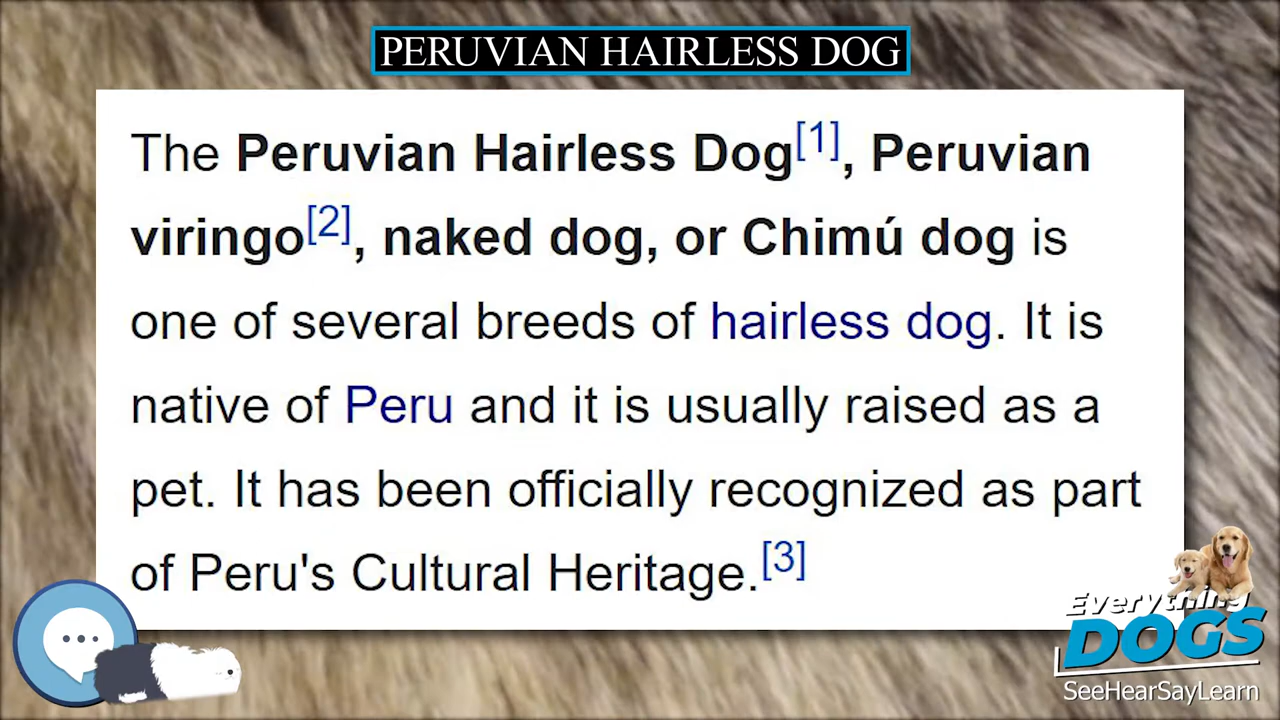 PERUVIAN HAIRLESS DOG
The Peruvian Hairless Dog[1], Peruvian
viringo[2], naked dog, or Chimú dog is
one of several breeds of hairless dog. It is
native of Peru and it is usually raised as a
pet. It has been officially recognized as part
of Peru's Cultural Heritage.[3]
Everything
DOGS
SeeHearSayLearn